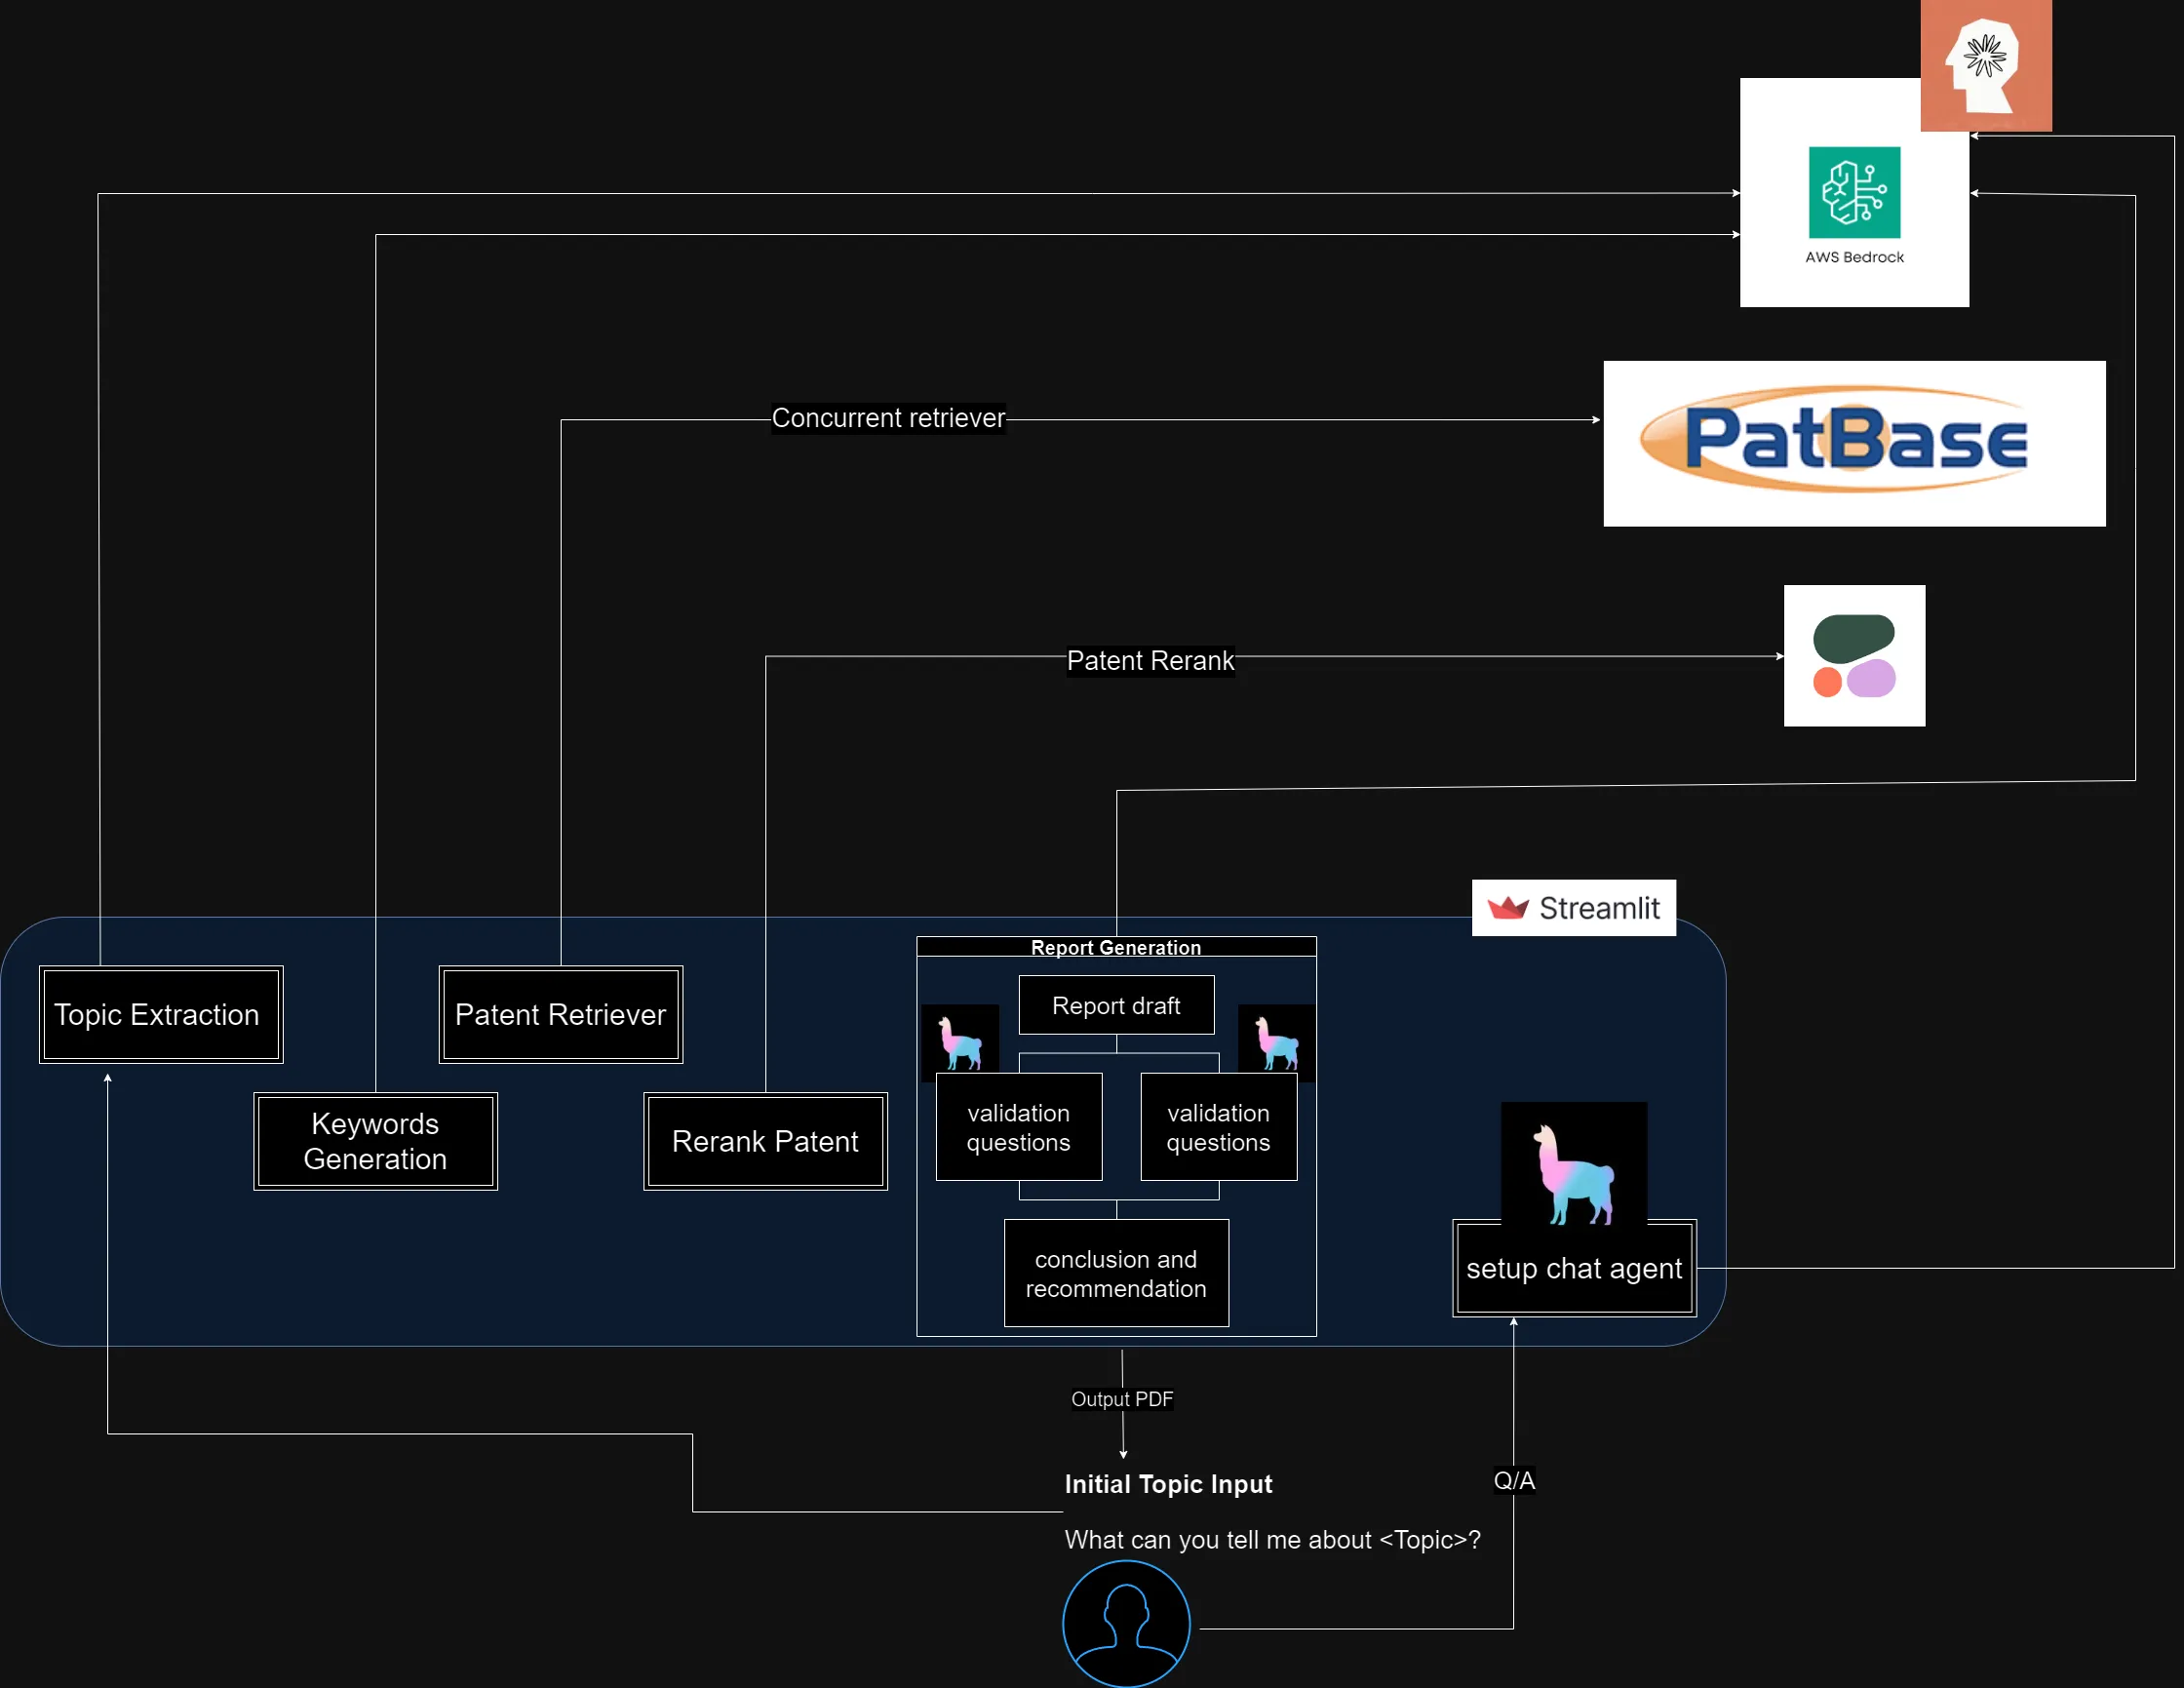 AWS Bedrock
Concurrent retriever
PatBase
Patent Rerank
Streamlit
Report Generation
Topic Extraction
Patent Retriever
Report draft
Keywords
Generation
Rerank Patent
validation
questions
validation
questions
conclusion and
recommendation
setup chat agent
Output PDF
Initial Topic Input
Q/A
What can you tell me about <Topic>?